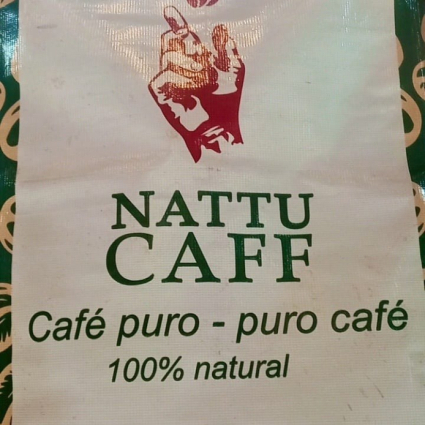 NATTU
CAFF
Café puro - puro café
100% natural